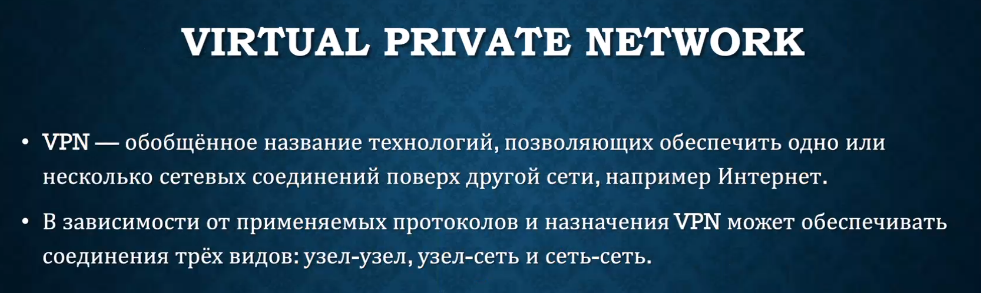 VIRTUAL PRIVATE NETWORK
• VPN — обобщённое название технологий, позволяющих обеспечить одно или
несколько сетевых соединений поверх другой сети, например Интернет.
• В зависимости от применяемых протоколов и назначения VPN может обеспечивать
соединения трёх видов: узел-узел, узел-сеть и сеть-сеть.